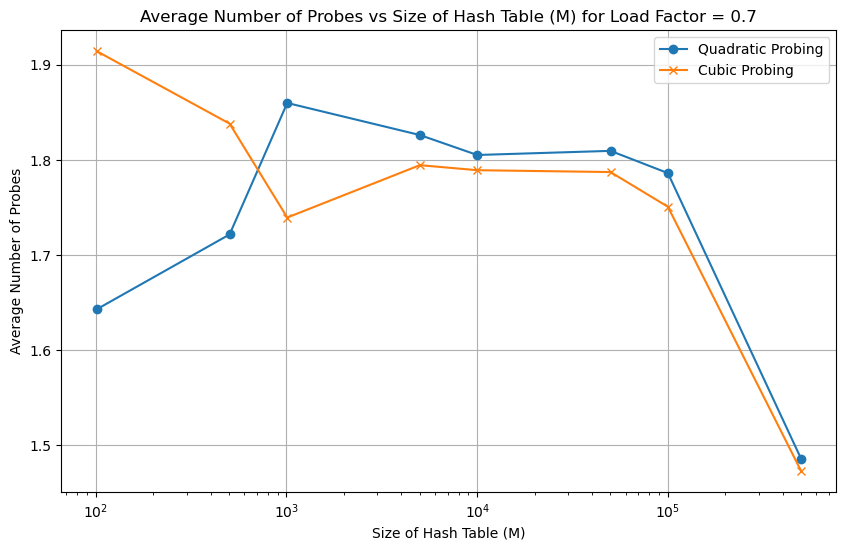 Average Number of Probes vs Size of Hash Table (M) for Load Factor = 0.7
Quadratic Probing
Cubic Probing
Average Number of Probes
1.9
1.8
1.7
1.6
1.5
10²
10³
10⁴
10⁵
Size of Hash Table (M)